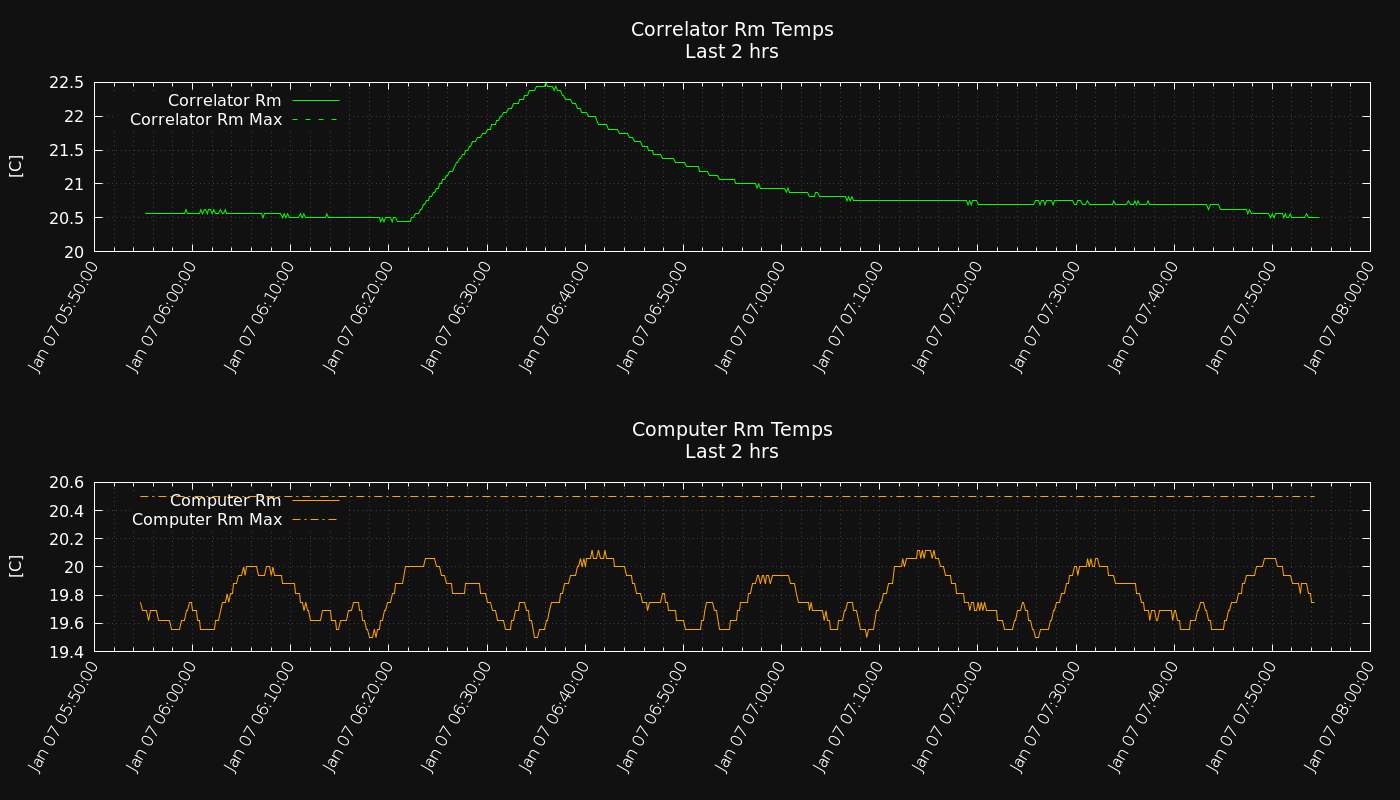 Correlator Rm Temps
Last 2 hrs
22.5
22
21.5
21
20.5
20
[C]
Correlator Rm
Correlator Rm Max
Jan 07 05:50:00
Jan 07 06:00:00
Jan 07 06:10:00
Jan 07 06:20:00
Jan 07 06:30:00
Jan 07 06:40:00
Jan 07 06:50:00
Jan 07 07:00:00
Jan 07 07:10:00
Jan 07 07:20:00
Jan 07 07:30:00
Jan 07 07:40:00
Jan 07 07:50:00
Jan 07 08:00:00
Computer Rm Temps
Last 2 hrs
20.6
20.4
20.2
20
19.8
19.6
19.4
[C]
Computer Rm
Computer Rm Max
Jan 07 05:50:00
Jan 07 06:00:00
Jan 07 06:10:00
Jan 07 06:20:00
Jan 07 06:30:00
Jan 07 06:40:00
Jan 07 06:50:00
Jan 07 07:00:00
Jan 07 07:10:00
Jan 07 07:20:00
Jan 07 07:30:00
Jan 07 07:40:00
Jan 07 07:50:00
Jan 07 08:00:00